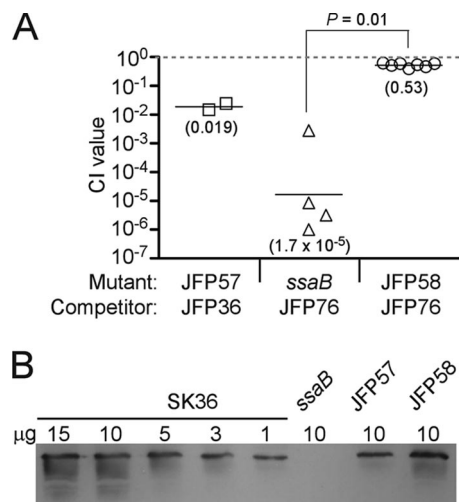 A
P = 0.01
CI value
10⁰
10⁻¹
10⁻²
10⁻³
10⁻⁴
10⁻⁵
10⁻⁶
10⁻⁷
(0.019)
(1.7 x 10⁻⁵)
(0.53)
Mutant: JFP57 ssaB JFP58
Competitor: JFP36 JFP76 JFP76
B
SK36 ssaB JFP57 JFP58
µg 15 10 5 3 1 10 10 10